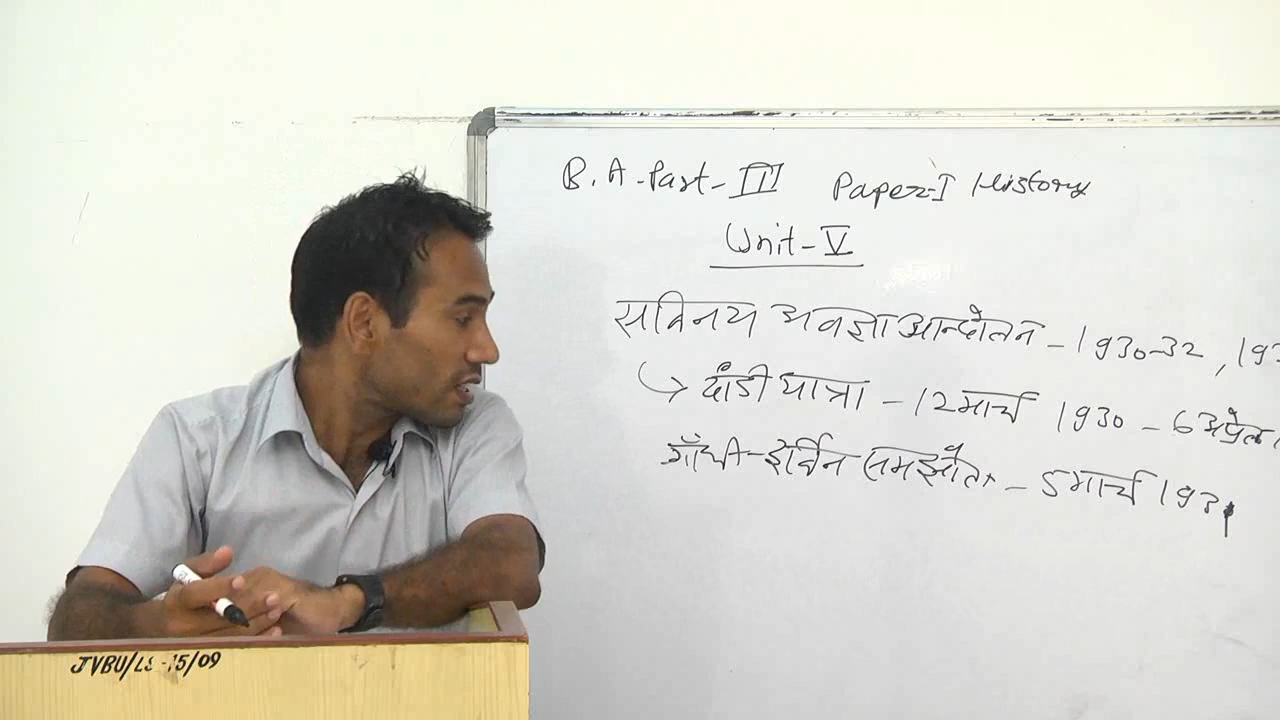 B.A. Part-III Paper-I History
Unit-V
सविनय अवज्ञा आन्दोलन - 1930-32, 193
↳ दांडी यात्रा - 12 मार्च 1930 - 6 अप्रेल
गाँधी-इर्विन समझौता - 5 मार्च 1931
JVBU/LS-15/09